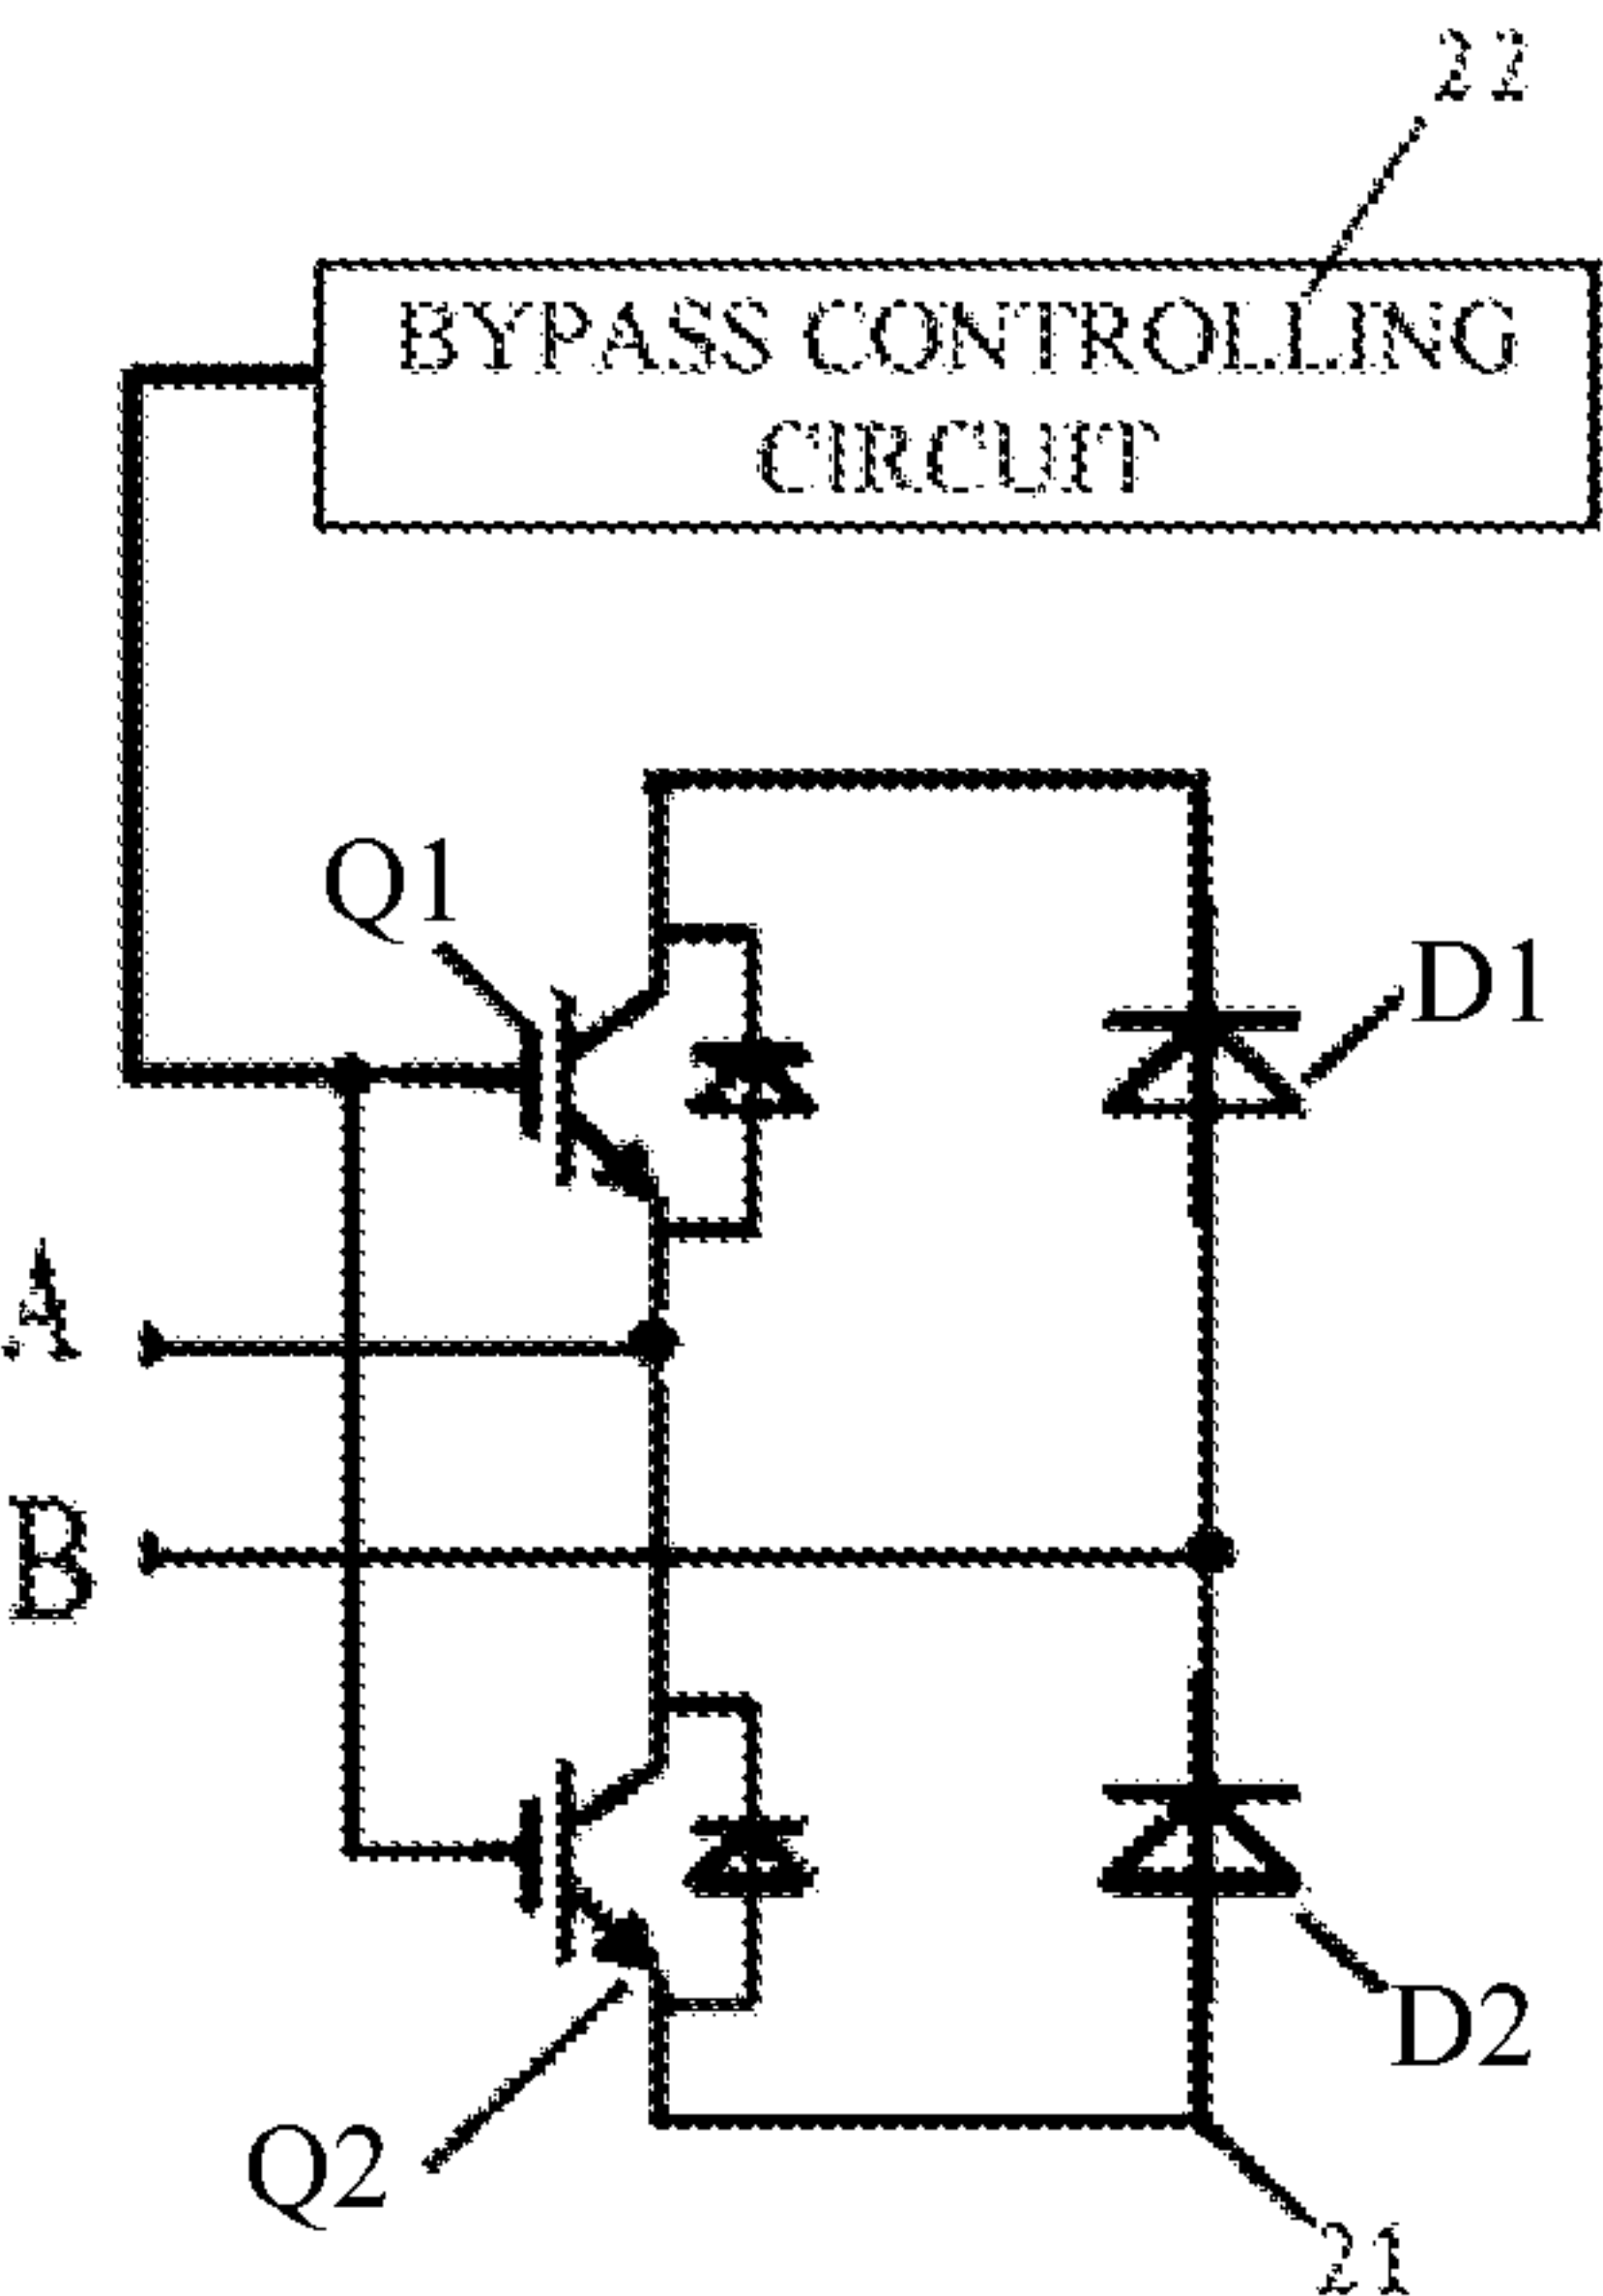 22
BYPASS CONTROLLING
CIRCUIT
Q1
D1
A
B
D2
Q2
21